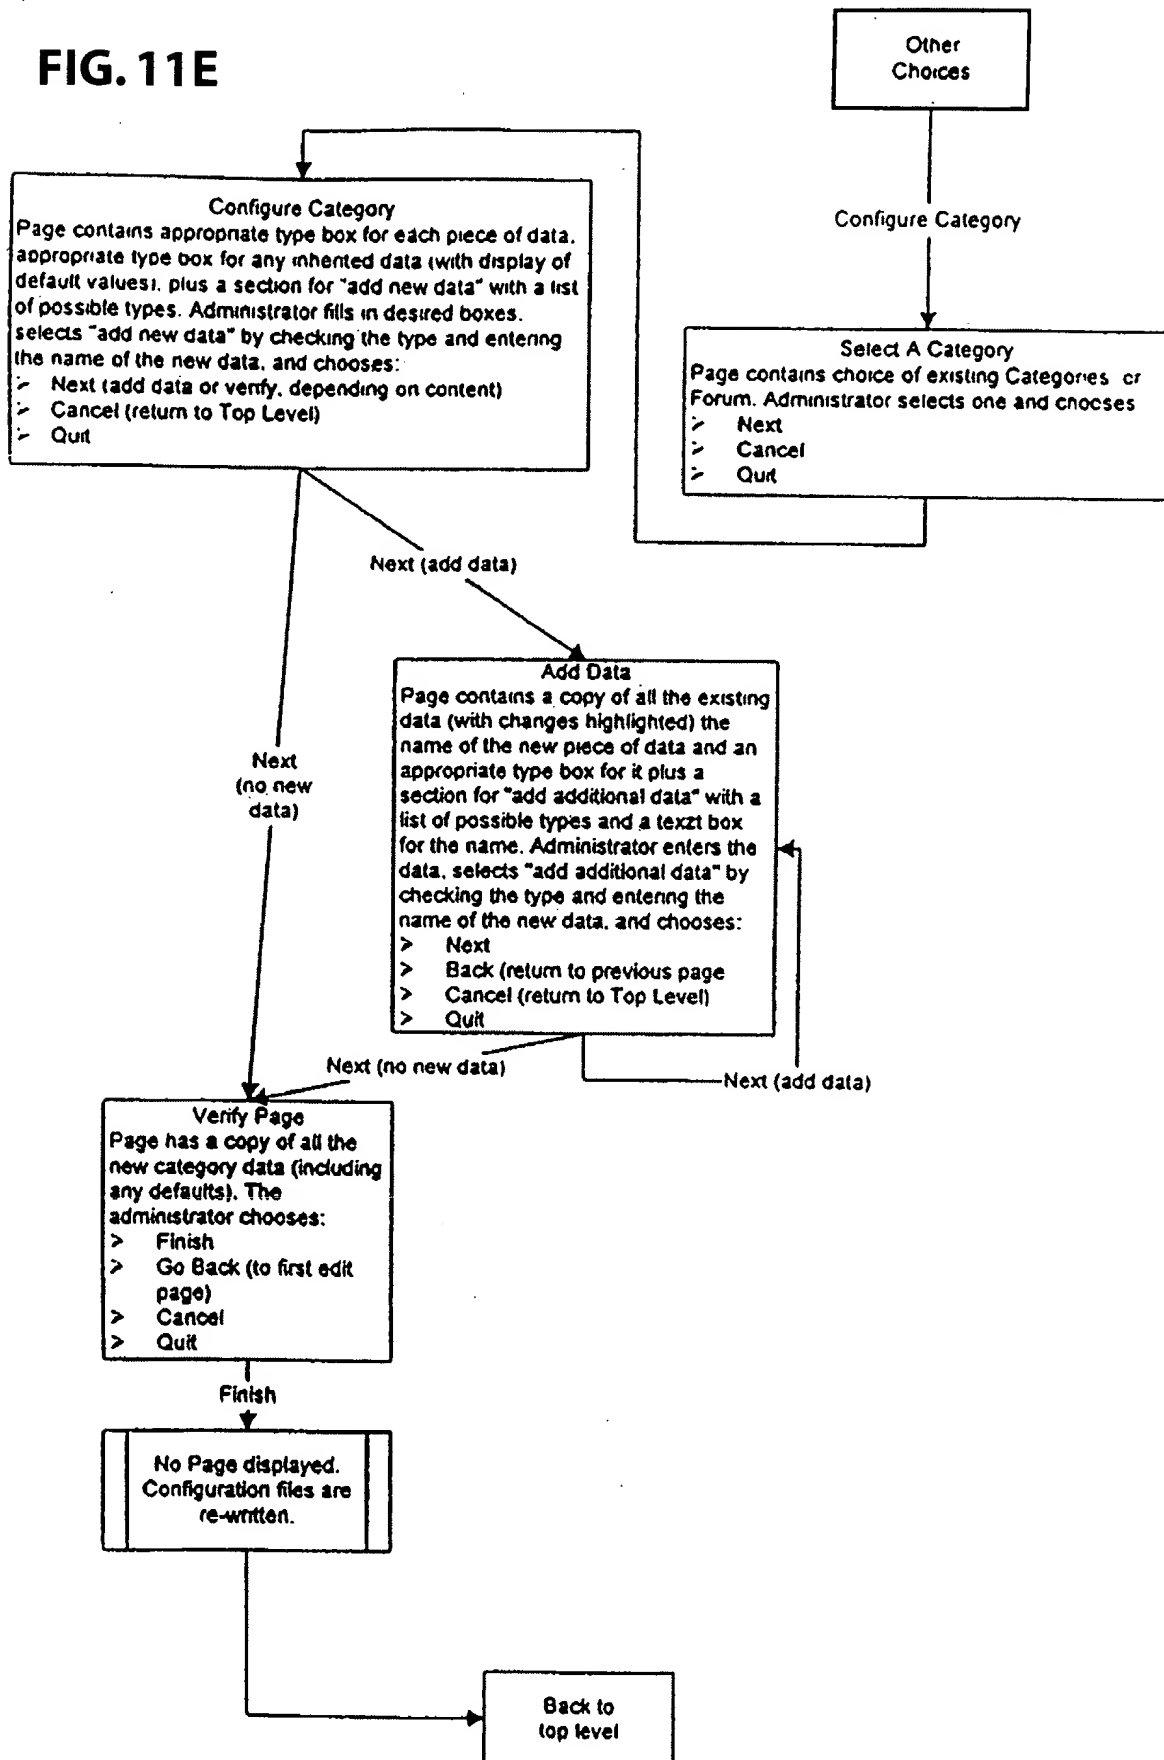 FIG. 11E
Other
Choices
Configure Category
Select A Category
Page contains choice of existing Categories or
Forum. Administrator selects one and chooses
> Next
> Cancel
> Quit
Configure Category
Page contains appropriate type box for each piece of data,
appropriate type box for any inherited data (with display of
default values), plus a section for "add new data" with a list
of possible types. Administrator fills in desired boxes,
selects "add new data" by checking the type and entering
the name of the new data, and chooses:
> Next (add data or verify, depending on content)
> Cancel (return to Top Level)
> Quit
Next (add data)
Next
(no new
data)
Add Data
Page contains a copy of all the existing
data (with changes highlighted) the
name of the new piece of data and an
appropriate type box for it plus a
section for "add additional data" with a
list of possible types and a texzt box
for the name. Administrator enters the
data, selects "add additional data" by
checking the type and entering the
name of the new data, and chooses:
> Next
> Back (return to previous page
> Cancel (return to Top Level)
> Quit
Next (no new data)
Next (add data)
Verify Page
Page has a copy of all the
new category data (including
any defaults). The
administrator chooses:
> Finish
> Go Back (to first edit
page)
> Cancel
> Quit
Finish
No Page displayed.
Configuration files are
re-written.
Back to
top level